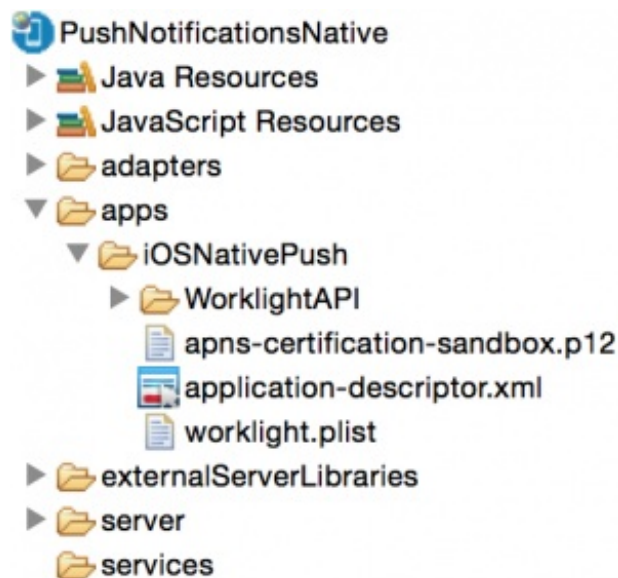 PushNotificationsNative
Java Resources
JavaScript Resources
adapters
apps
iOSNativePush
WorklightAPI
apns-certification-sandbox.p12
application-descriptor.xml
worklight.plist
externalServerLibraries
server
services